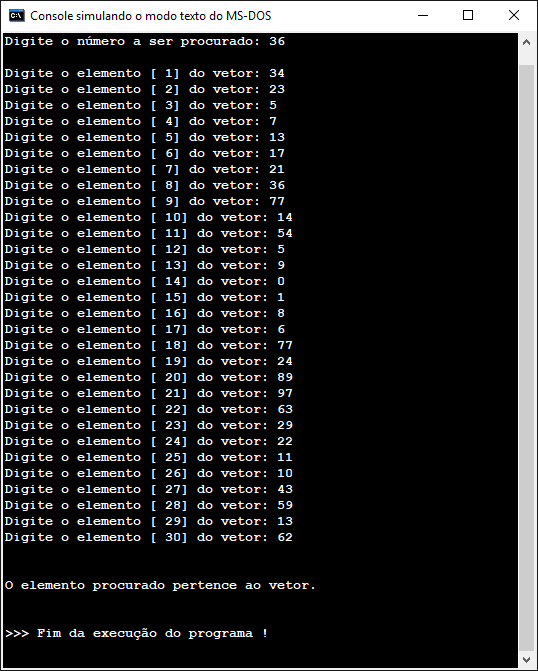 Console simulando o modo texto do MS-DOS
Digite o número a ser procurado: 36
Digite o elemento [ 1] do vetor: 34
Digite o elemento [ 2] do vetor: 23
Digite o elemento [ 3] do vetor: 5
Digite o elemento [ 4] do vetor: 7
Digite o elemento [ 5] do vetor: 13
Digite o elemento [ 6] do vetor: 17
Digite o elemento [ 7] do vetor: 21
Digite o elemento [ 8] do vetor: 36
Digite o elemento [ 9] do vetor: 77
Digite o elemento [ 10] do vetor: 14
Digite o elemento [ 11] do vetor: 54
Digite o elemento [ 12] do vetor: 5
Digite o elemento [ 13] do vetor: 9
Digite o elemento [ 14] do vetor: 0
Digite o elemento [ 15] do vetor: 1
Digite o elemento [ 16] do vetor: 8
Digite o elemento [ 17] do vetor: 6
Digite o elemento [ 18] do vetor: 77
Digite o elemento [ 19] do vetor: 24
Digite o elemento [ 20] do vetor: 89
Digite o elemento [ 21] do vetor: 97
Digite o elemento [ 22] do vetor: 63
Digite o elemento [ 23] do vetor: 29
Digite o elemento [ 24] do vetor: 22
Digite o elemento [ 25] do vetor: 11
Digite o elemento [ 26] do vetor: 10
Digite o elemento [ 27] do vetor: 43
Digite o elemento [ 28] do vetor: 59
Digite o elemento [ 29] do vetor: 13
Digite o elemento [ 30] do vetor: 62
O elemento procurado pertence ao vetor.
>>> Fim da execução do programa !